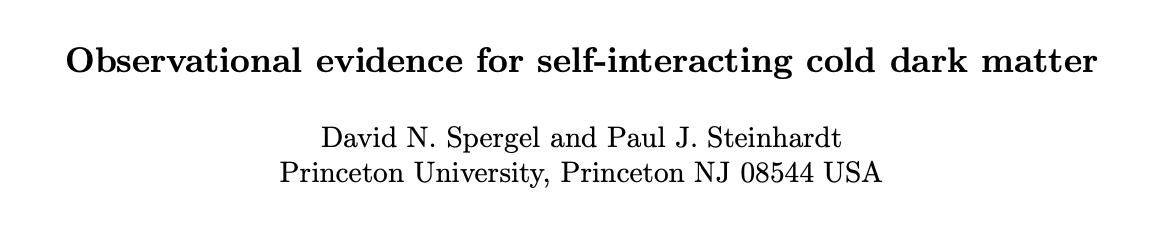 Observational evidence for self-interacting cold dark matter
David N. Spergel and Paul J. Steinhardt
Princeton University, Princeton NJ 08544 USA